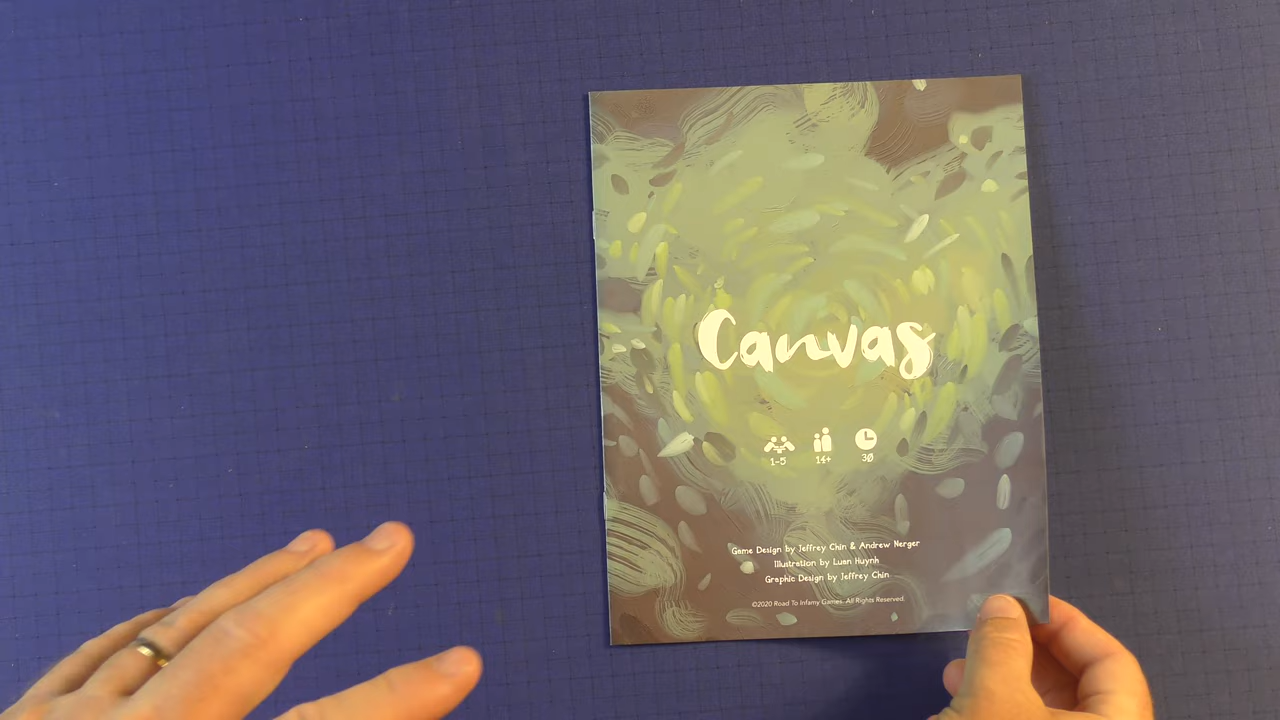 Canvas
1-5 14+ 30
Game Design by Jeffrey Chin & Andrew Nerger
Illustration by Luan Huynh
Graphic Design by Jeffrey Chin
©2020 Road To Infamy Games. All Rights Reserved.